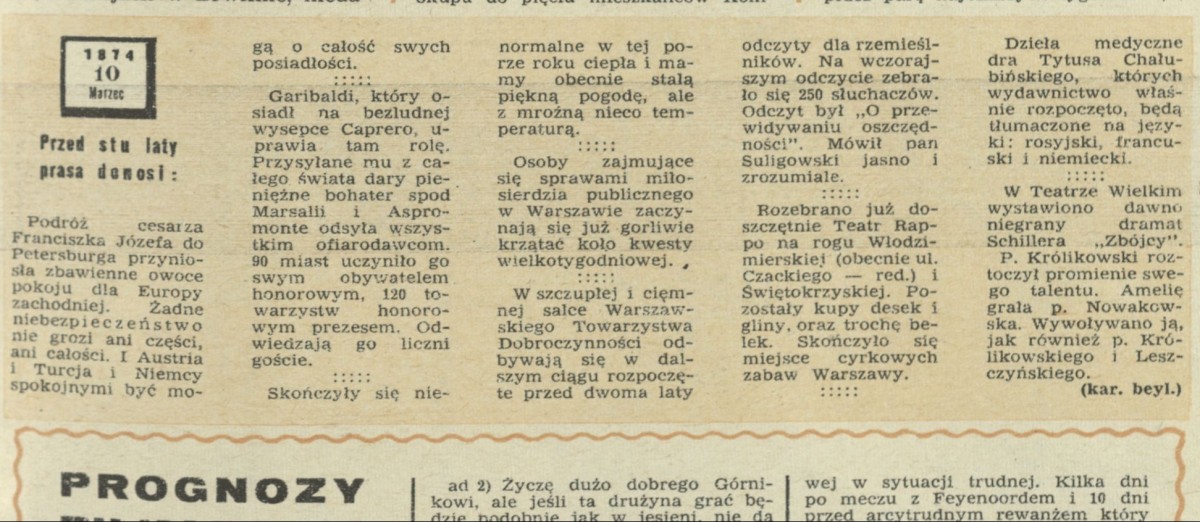 skupa do pięciu mieszkańców
1874
10
Marzec
Przed stu laty
prasa donosi:
Podróż cesarza
Franciszka Józefa do
Petersburga przynio-
sła zbawienne owoce
pokoju dla Europy
zachodniej. Żadne
niebezpieczeństwo
nie grozi ani części,
ani całości. I Austria
i Turcja i Niemcy
spokojnymi być mo-
gą o całość swych
posiadłości.
:::::
Garibaldi, który o-
siadł na bezludnej
wysepce Caprero, u-
prawia tam rolę.
Przysyłane mu z ca-
łego świata dary pie-
niężne bohater spod
Marsalii i Aspro-
monte odsyła wszys-
tkim ofiarodawcom.
90 miast uczyniło go
swym obywatelem
honorowym, 120 to-
warzystw honoro-
wym prezesem. Od-
wiedzają go liczni
goście.
:::::
Skończyły się nie-
normalne w tej po-
rze roku ciepła i ma-
my obecnie stałą
piękną pogodę, ale
z mroźną nieco tem-
peraturą.
:::::
Osoby zajmujące
się sprawami miło-
sierdzia publicznego
w Warszawie zaczy-
nają się już gorliwie
krzątać koło kwesty
wielkotygodniowej.
:::::
W szczupłej i ciem-
nej salce Warszaw-
skiego Towarzystwa
Dobroczynności od-
bywają się w dal-
szym ciągu rozpoczę-
te przed dwoma laty
odczyty dla rzemieśl-
ników. Na wczoraj-
szym odczycie zebra-
ło się 250 słuchaczów.
Odczyt był „O prze-
widywaniu oszczęd-
ności". Mówił pan
Suligowski jasno i
zrozumiale.
:::::
Rozebrano już do-
szczętnie Teatr Rap-
po na rogu Włodzi-
mierskiej (obecnie ul.
Czackiego — red.) i
Świętokrzyskiej. Po-
zostały kupy desek i
gliny, oraz trochę be-
lek. Skończyło się
miejsce cyrkowych
zabaw Warszawy.
:::::
Dzieła medyczne
dra Tytusa Chału-
bińskiego, których
wydawnictwo właś-
nie rozpoczęto, będą
tłumaczone na języ-
ki: rosyjski, francu-
ski i niemiecki.
:::::
W Teatrze Wielkim
wystawiono dawno
niegrany dramat
Schillera „Zbójcy".
P. Królikowski roz-
toczył promienie swe-
go talentu. Amelię
grała p. Nowakow-
ska. Wywoływano ją,
jak również p. Kró-
likowskiego i Lesz-
czyńskiego.
(kar. beyl.)
PROGNOZY
ad 2) Życzę dużo dobrego Górni-
kowi, ale jeśli ta drużyna grać bę-
dzie podobnie jak w jesieni, nie da
wej w sytuacji trudnej. Kilka dni
po meczu z Feyenoordem i 10 dni
przed arcytrudnym rewanżem który